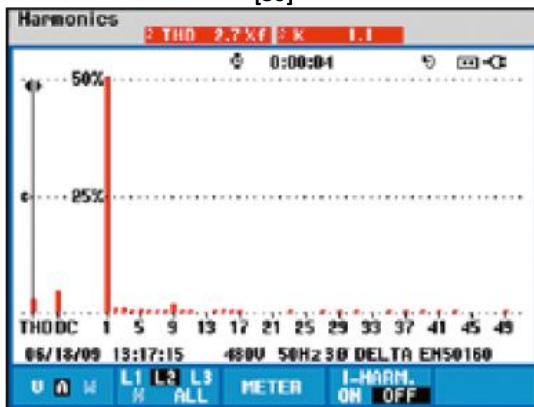 Harmonics
THD 2.7%f K 1.1
0:00:04
50%
25%
THD DC 1 5 9 13 17 21 25 29 33 37 41 45 49
06/18/09 13:17:15 480V 50Hz 3Ø DELTA EN50160
V A W L1 L2 L3 N ALL METER I-HARM. ON OFF